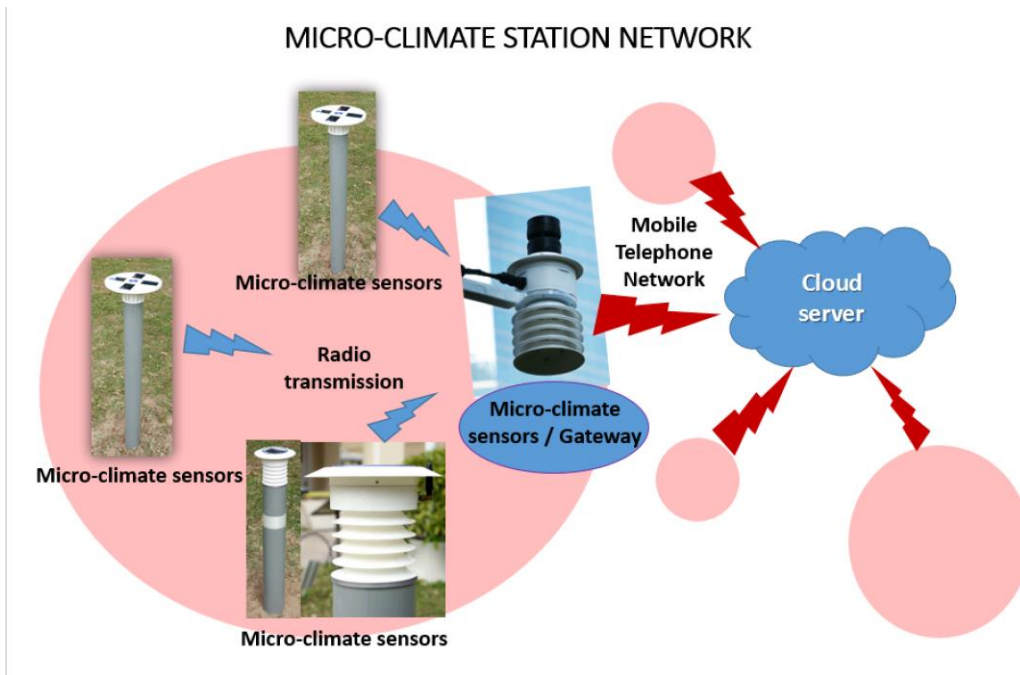 MICRO-CLIMATE STATION NETWORK
Micro-climate sensors
Mobile
Telephone
Network
Cloud
server
Radio
transmission
Micro-climate
sensors / Gateway
Micro-climate sensors
Micro-climate sensors